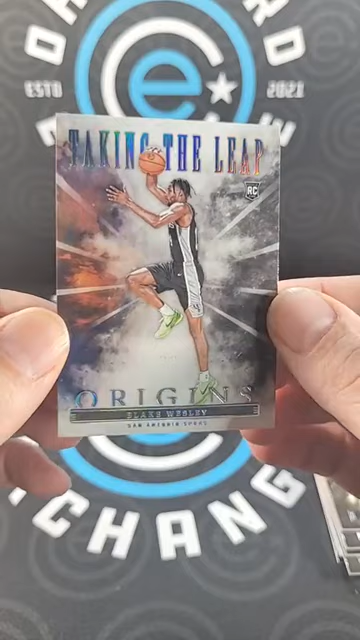 ESTD
2021
TAKING THE LEAP
RC
ORIGINS
BLAKE WESLEY
SAN ANTONIO SPURS
CHANG